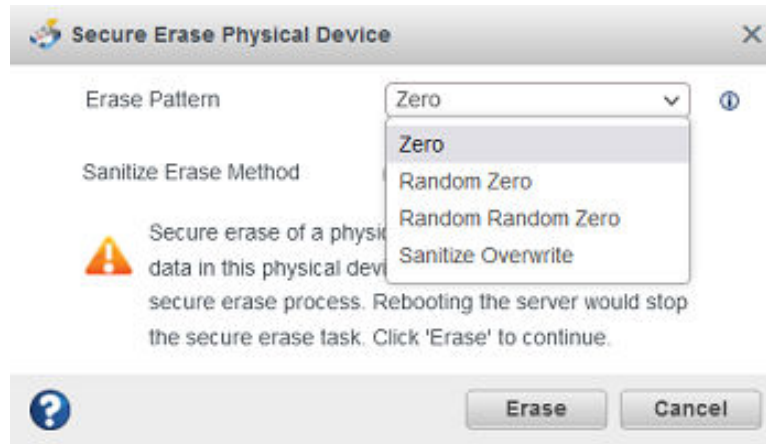 Secure Erase Physical Device
Erase Pattern
Zero
Zero
Random Zero
Random Random Zero
Sanitize Overwrite
Sanitize Erase Method
Secure erase of a
data in this physical
secure erase process. Rebooting the server would stop
the secure erase task. Click 'Erase' to continue.
Erase
Cancel